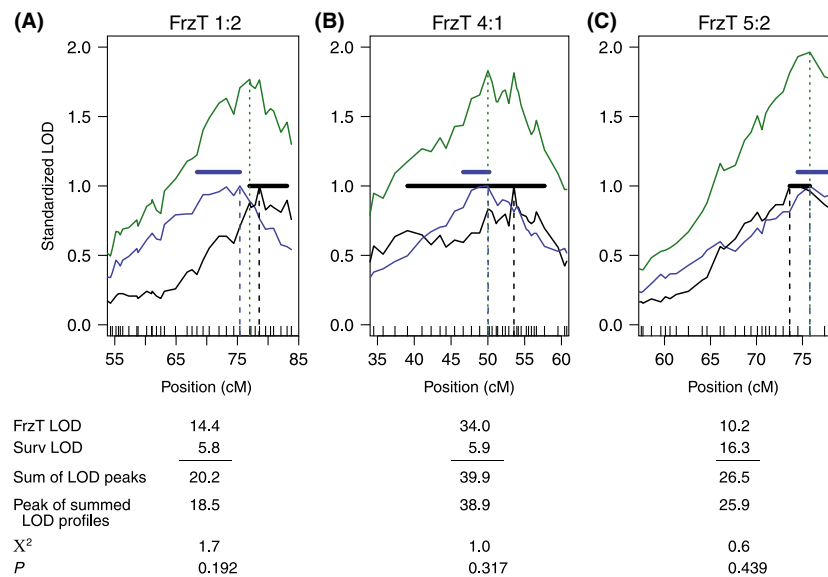 (A) FrzT 1:2 (B) FrzT 4:1 (C) FrzT 5:2
Standardized LOD
2.0 2.0 2.0
1.5 1.5 1.5
1.0 1.0 1.0
0.5 0.5 0.5
0.0 0.0 0.0
55 65 75 85 35 40 45 50 55 60 60 65 70 75
Position (cM) Position (cM) Position (cM)
FrzT LOD 14.4 34.0 10.2
Surv LOD 5.8 5.9 16.3
Sum of LOD peaks 20.2 39.9 26.5
Peak of summed 18.5 38.9 25.9
LOD profiles
X² 1.7 1.0 0.6
P 0.192 0.317 0.439